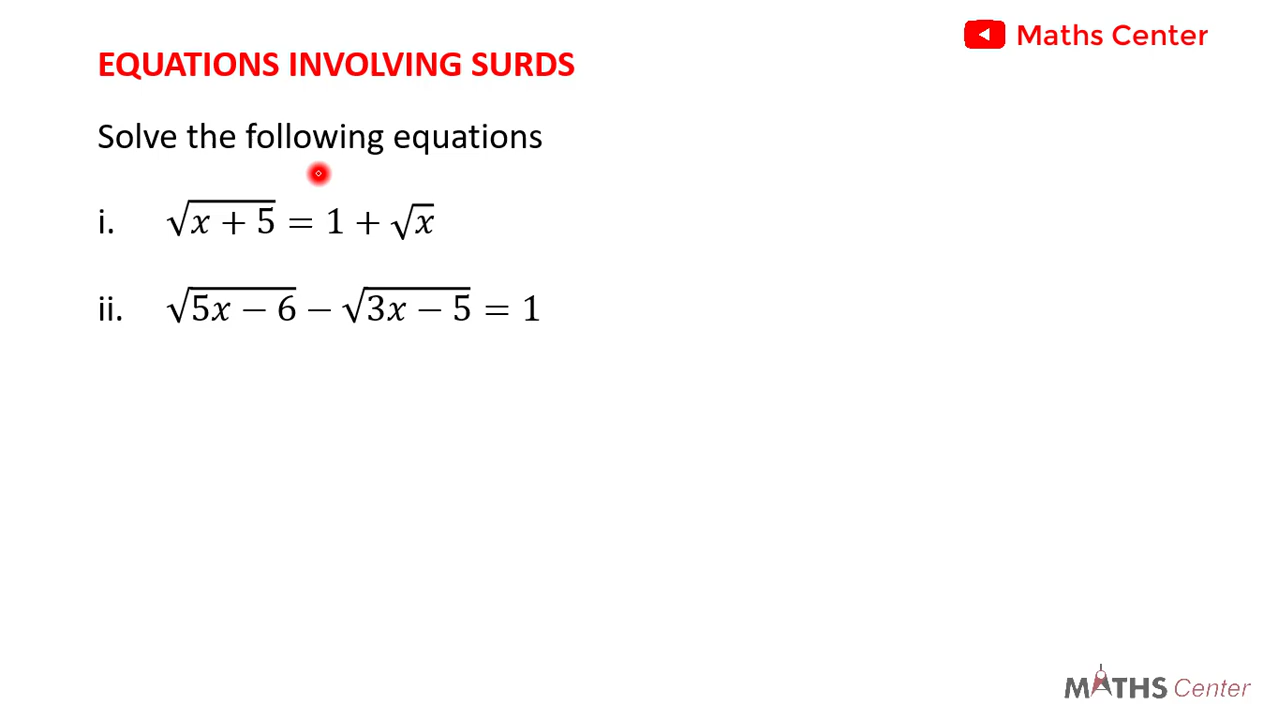 Maths Center
EQUATIONS INVOLVING SURDS
Solve the following equations
i. √(x + 5) = 1 + √x
ii. √(5x − 6) − √(3x − 5) = 1
MATHS Center